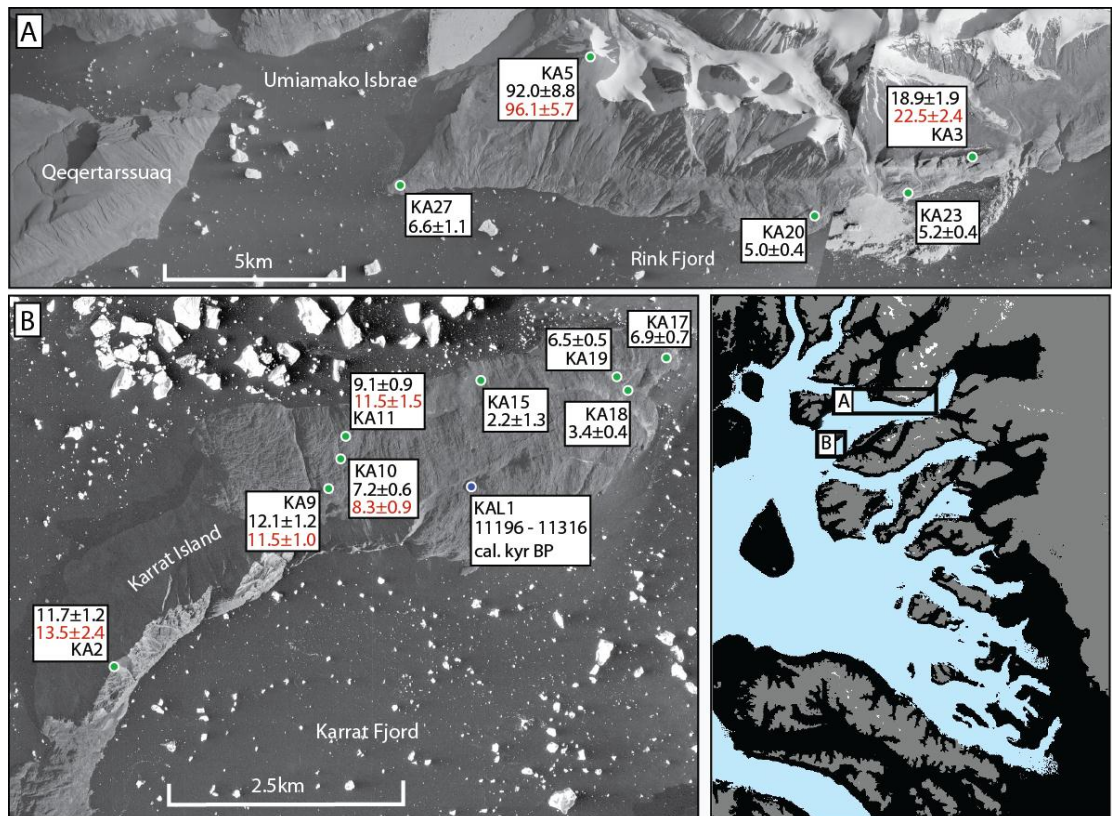 A
Umiamako Isbrae
Qeqertarssuaq
KA5
92.0±8.8
96.1±5.7
18.9±1.9
22.5±2.4
KA3
KA27
6.6±1.1
KA20
5.0±0.4
KA23
5.2±0.4
Rink Fjord
5km
B
KA17
6.9±0.7
6.5±0.5
KA19
9.1±0.9
11.5±1.5
KA11
KA15
2.2±1.3
KA18
3.4±0.4
KA10
7.2±0.6
8.3±0.9
KA9
12.1±1.2
11.5±1.0
KAL1
11196 - 11316
cal. kyr BP
Karrat Island
11.7±1.2
13.5±2.4
KA2
Karrat Fjord
2.5km
A
B